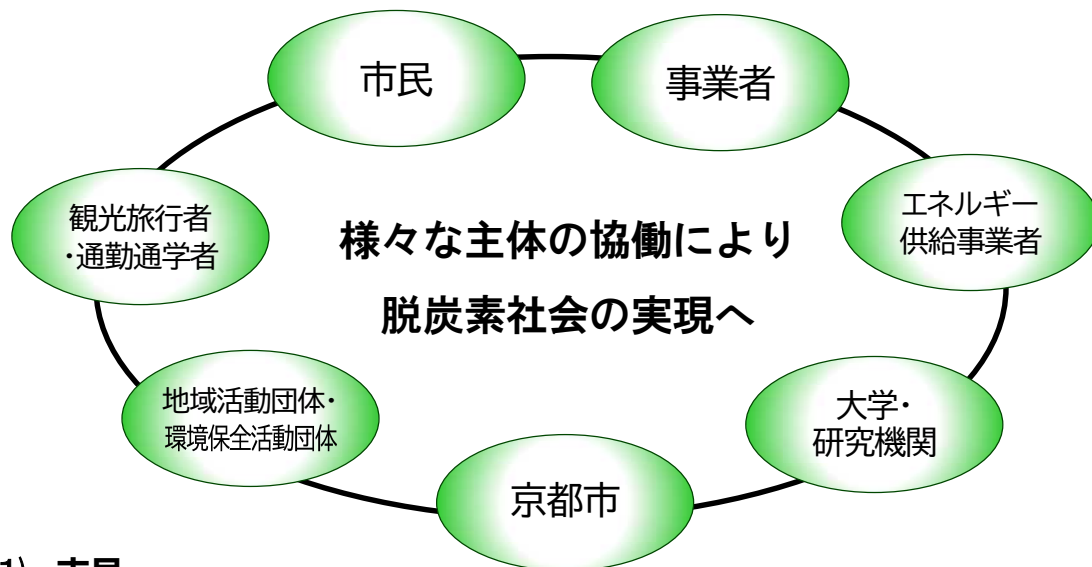 市民
事業者
観光旅行者
・通勤通学者
エネルギー
供給事業者
様々な主体の協働により
脱炭素社会の実現へ
地域活動団体・
環境保全活動団体
大学・
研究機関
京都市
1) 市民